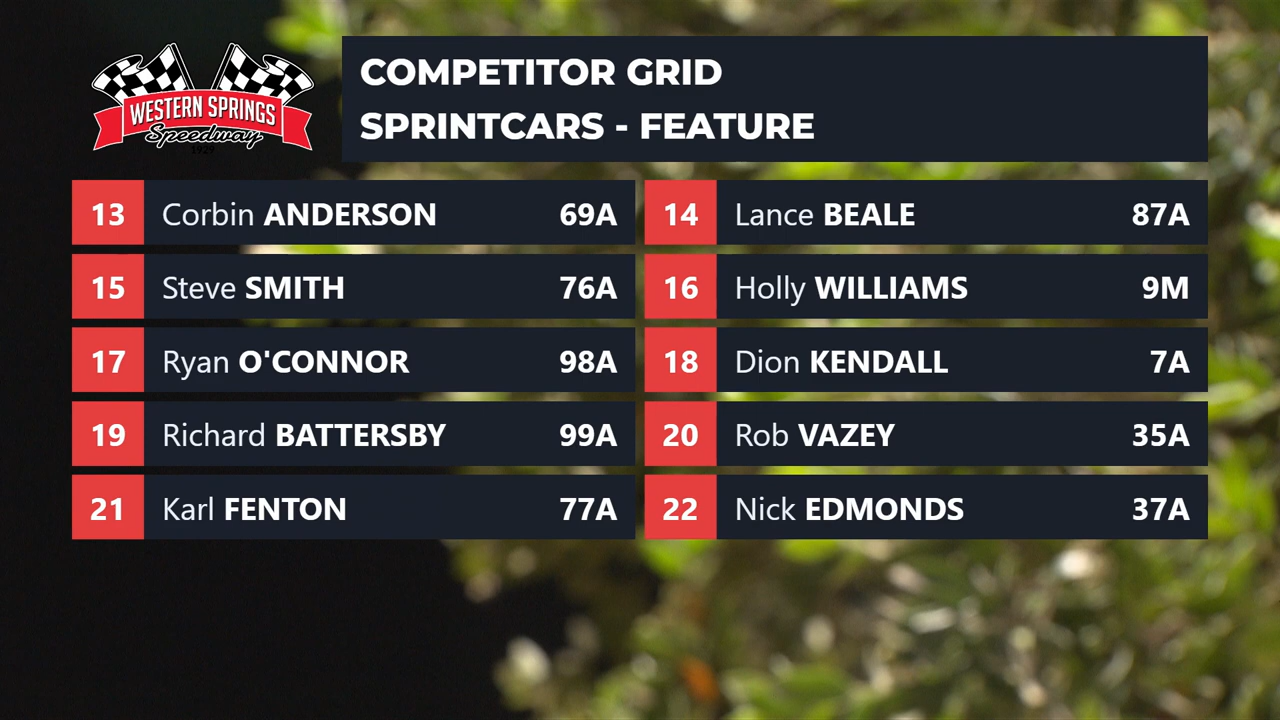 WESTERN SPRINGS
Speedway
1929
COMPETITOR GRID
SPRINTCARS - FEATURE
13 Corbin ANDERSON 69A
14 Lance BEALE 87A
15 Steve SMITH 76A
16 Holly WILLIAMS 9M
17 Ryan O'CONNOR 98A
18 Dion KENDALL 7A
19 Richard BATTERSBY 99A
20 Rob VAZEY 35A
21 Karl FENTON 77A
22 Nick EDMONDS 37A